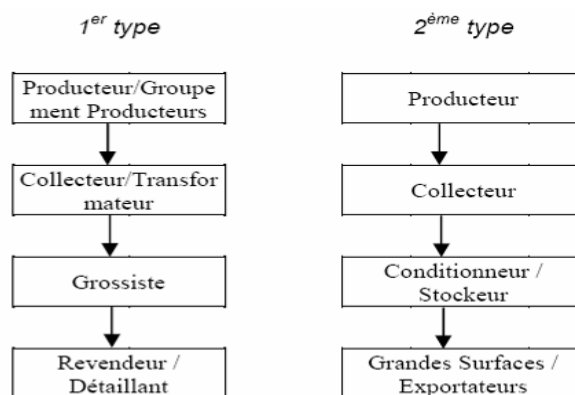 1er type
Producteur/Groupe
ment Producteurs
Collecteur/Transfor
mateur
Grossiste
Revendeur /
Détaillant
2ème type
Producteur
Collecteur
Conditionneur /
Stockeur
Grandes Surfaces /
Exportateurs